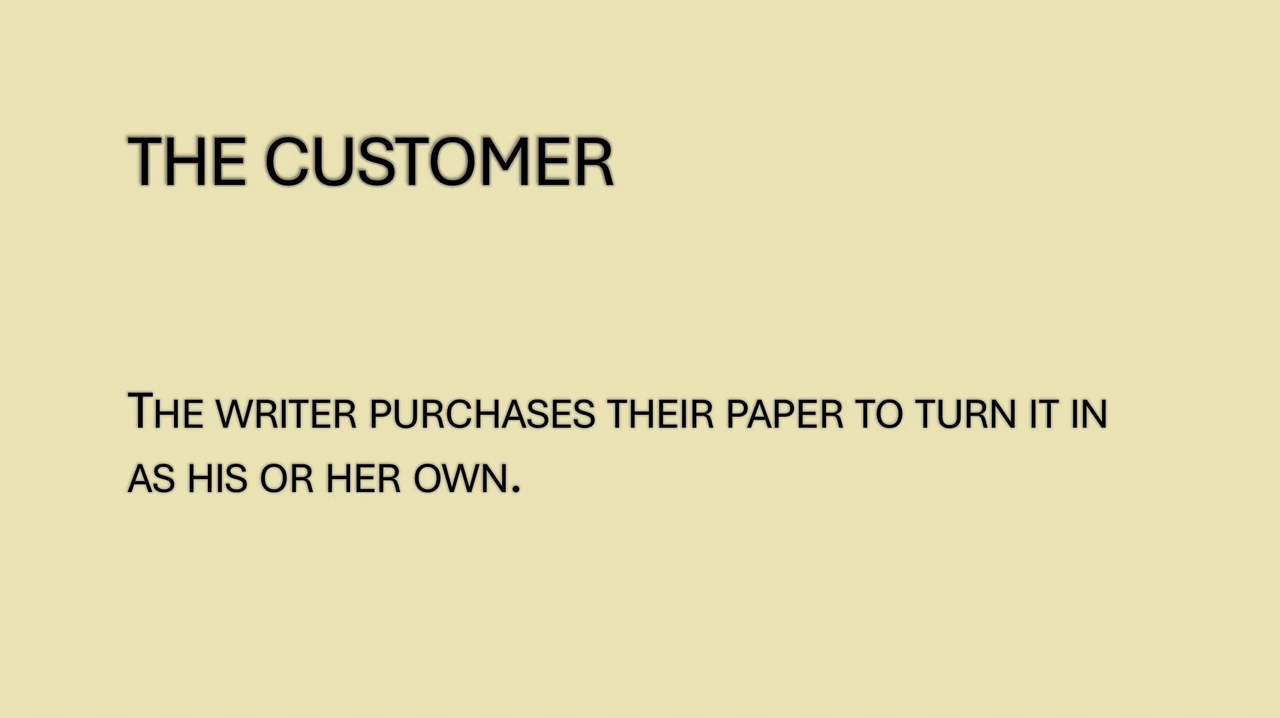 THE CUSTOMER
THE WRITER PURCHASES THEIR PAPER TO TURN IT IN
AS HIS OR HER OWN.